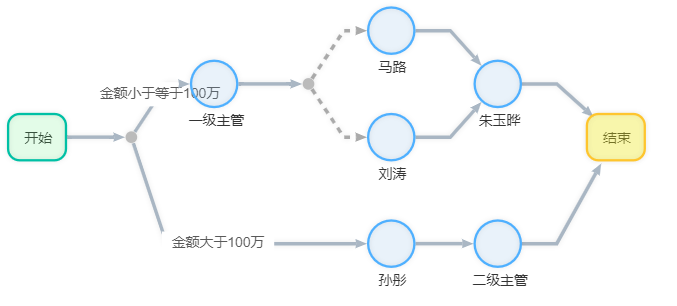 马路
金额小于等于100万
一级主管
朱玉晔
开始
结束
刘涛
金额大于100万
孙彤
二级主管